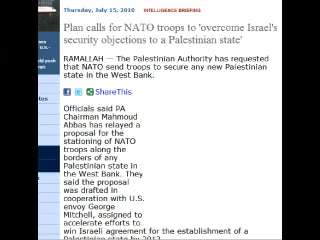 Thursday, July 15, 2010 INTELLIGENCE BRIEFING
Plan calls for NATO troops to 'overcome Israel's
security objections to a Palestinian state'
RAMALLAH — The Palestinian Authority has requested
that NATO send troops to secure any new Palestinian
state in the West Bank.
ShareThis
Officials said PA
Chairman Mahmoud
Abbas has relayed a
proposal for the
stationing of NATO
troops along the
borders of any
Palestinian state in
the West Bank. They
said the proposal
was drafted in
cooperation with U.S.
envoy George
Mitchell, assigned to
accelerate efforts to
win Israeli agreement for the establishment of a
Palestinian state by 2012